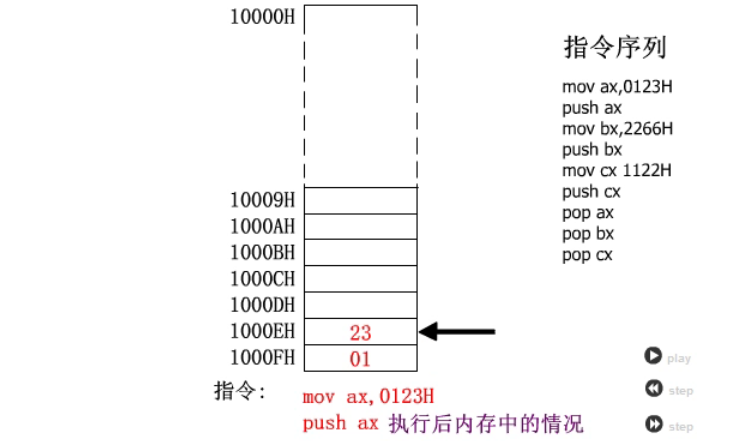 10000H
指令序列
mov ax,0123H
push ax
mov bx,2266H
push bx
mov cx 1122H
push cx
pop ax
pop bx
pop cx
10009H
1000AH
1000BH
1000CH
1000DH
1000EH 23
1000FH 01
play
step
step
指令: mov ax,0123H
push ax 执行后内存中的情况